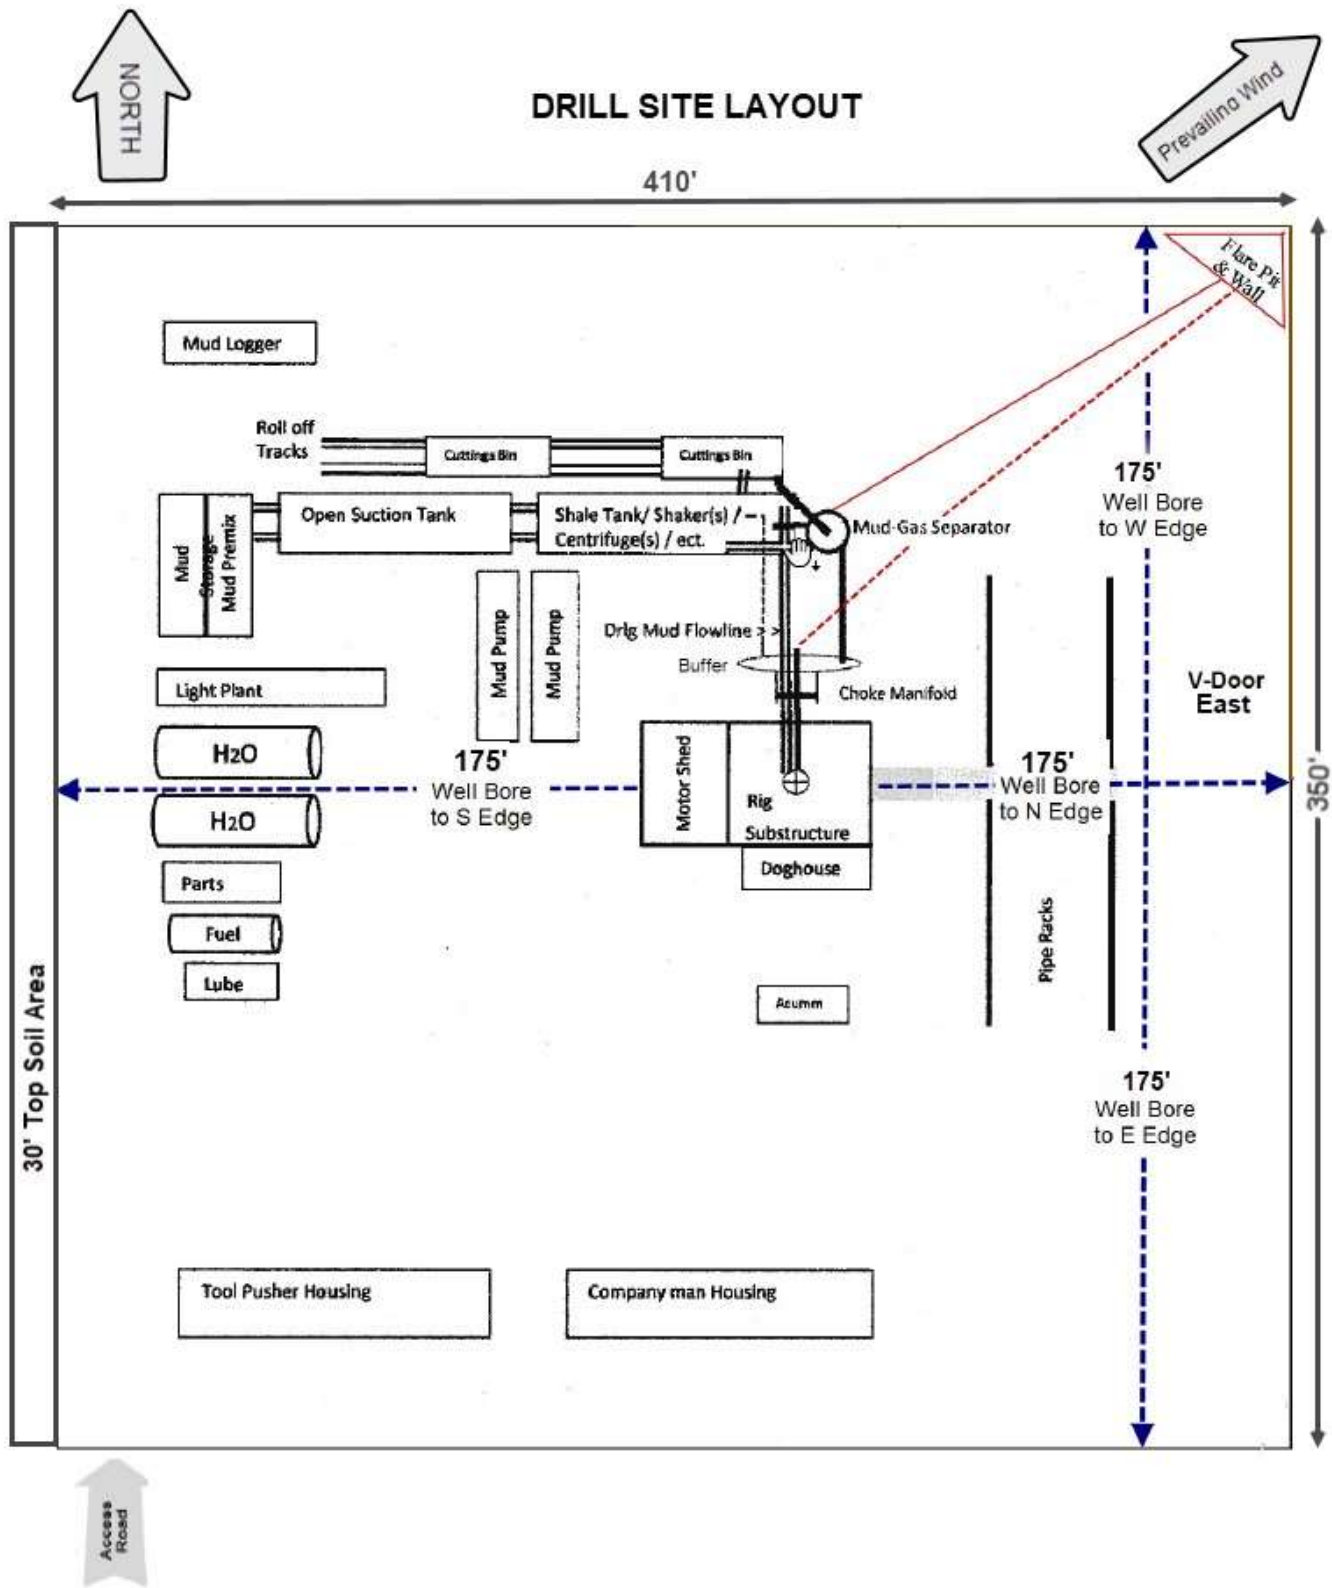 NORTH
DRILL SITE LAYOUT
Prevailing Wind
410'
Flare Pit
& Wall
Mud Logger
Roll off
Tracks
Cuttings Bin
Cuttings Bin
175'
Well Bore
to W Edge
Mud
Storage
Mud Premix
Open Suction Tank
Shale Tank/ Shaker(s) /
Centrifuge(s) / ect.
Mud-Gas Separator
Mud Pump
Mud Pump
Drlg Mud Flowline > >
Buffer
Choke Manifold
Light Plant
V-Door
East
H2O
175'
Well Bore
to S Edge
Motor Shed
Rig
Substructure
175'
Well Bore
to N Edge
350'
H2O
Doghouse
Parts
Fuel
Lube
Pipe Racks
Acumm
30' Top Soil Area
175'
Well Bore
to E Edge
Tool Pusher Housing
Company man Housing
Access
Road